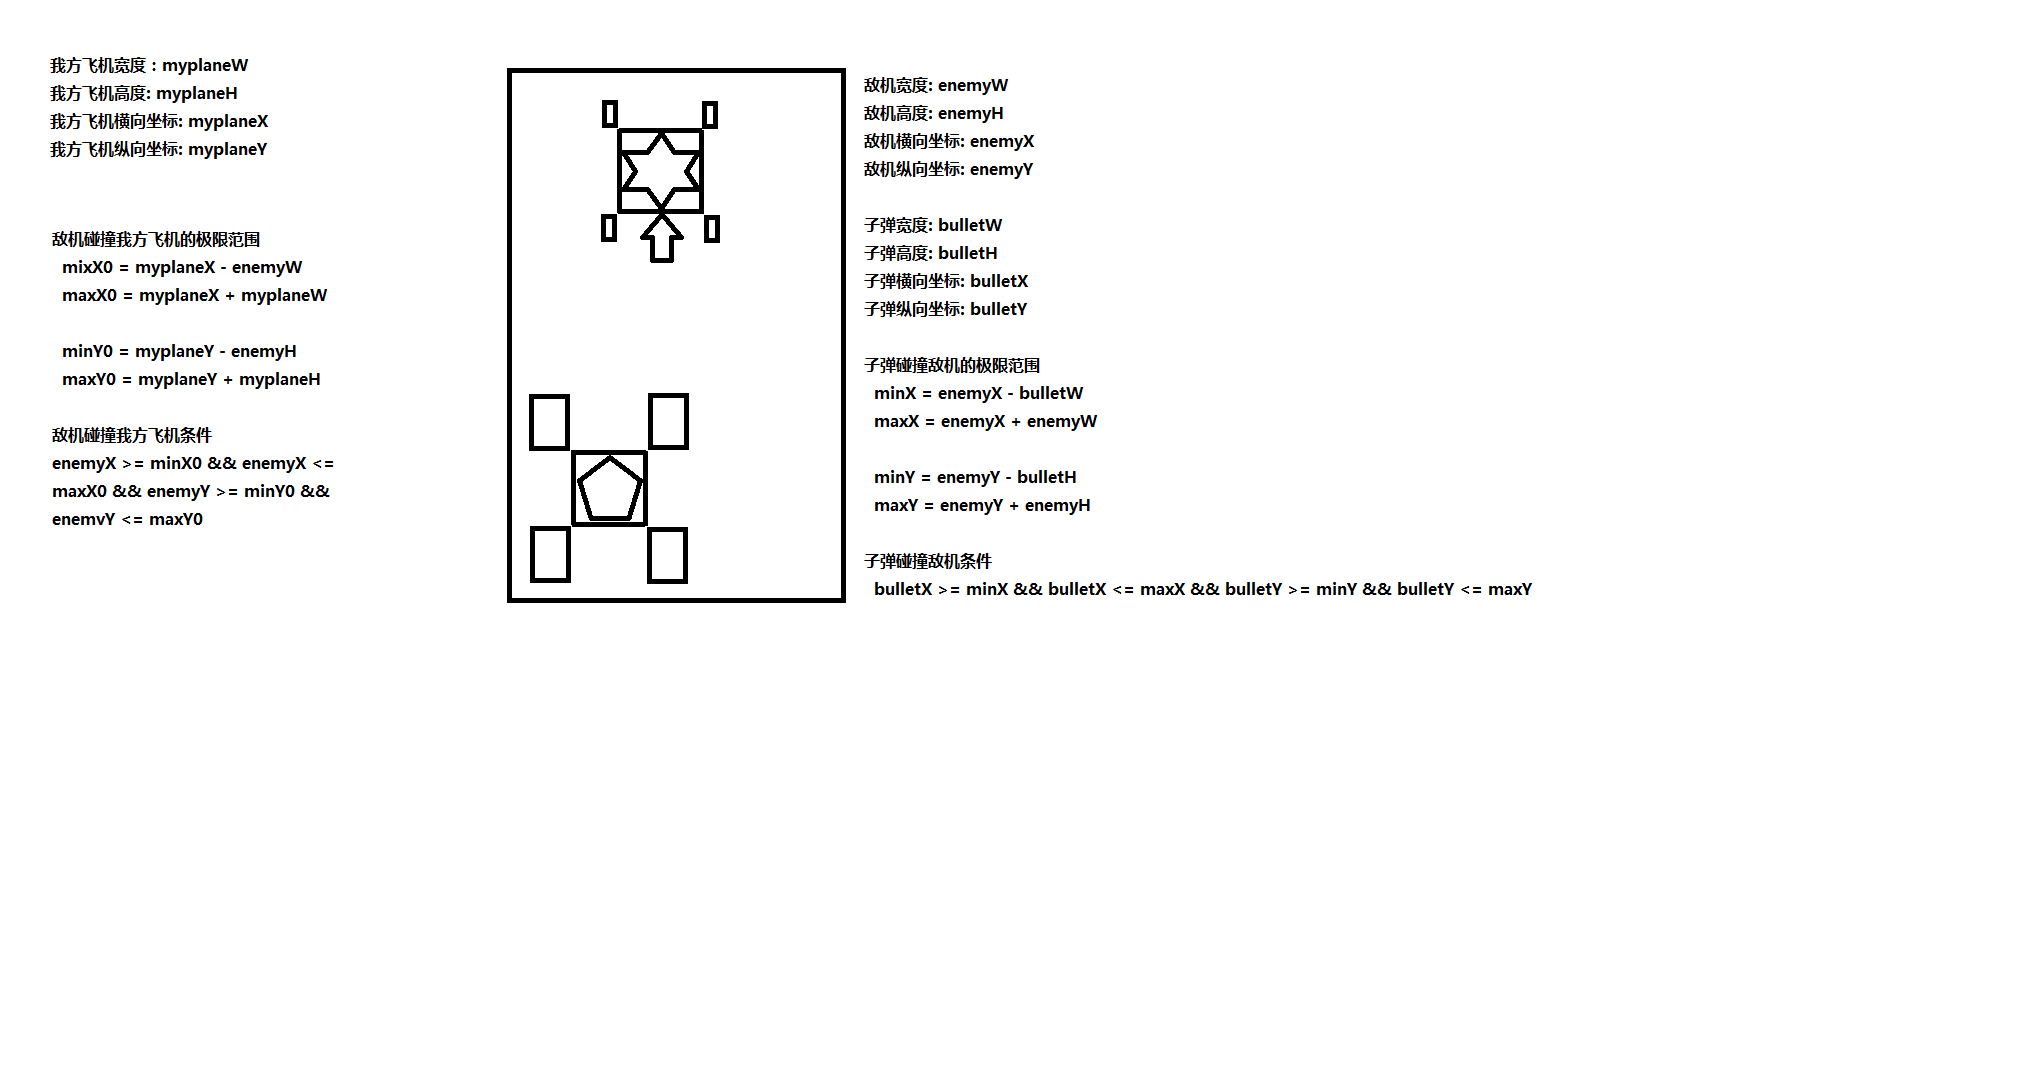 我方飞机宽度 : myplaneW
我方飞机高度: myplaneH
我方飞机横向坐标: myplaneX
我方飞机纵向坐标: myplaneY
敌机碰撞我方飞机的极限范围
mixX0 = myplaneX - enemyW
maxX0 = myplaneX + myplaneW
minY0 = myplaneY - enemyH
maxY0 = myplaneY + myplaneH
敌机碰撞我方飞机条件
enemyX >= minX0 && enemyX <=
maxX0 && enemyY >= minY0 &&
enemvY <= maxY0
敌机宽度: enemyW
敌机高度: enemyH
敌机横向坐标: enemyX
敌机纵向坐标: enemyY
子弹宽度: bulletW
子弹高度: bulletH
子弹横向坐标: bulletX
子弹纵向坐标: bulletY
子弹碰撞敌机的极限范围
minX = enemyX - bulletW
maxX = enemyX + enemyW
minY = enemyY - bulletH
maxY = enemyY + enemyH
子弹碰撞敌机条件
bulletX >= minX && bulletX <= maxX && bulletY >= minY && bulletY <= maxY